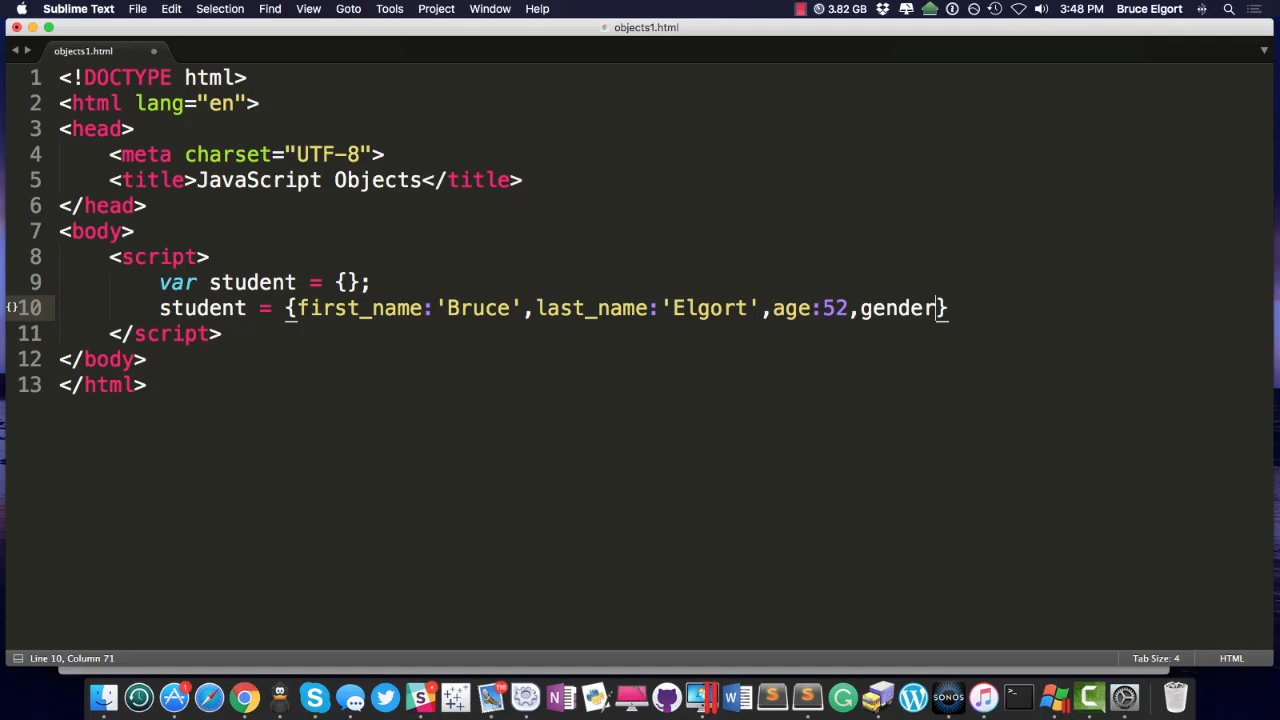 Sublime Text File Edit Selection Find View Goto Tools Project Window Help 3.82 GB 3:48 PM Bruce Elgort
objects1.html
objects1.html
1 <!DOCTYPE html>
2 <html lang="en">
3 <head>
4 <meta charset="UTF-8">
5 <title>JavaScript Objects</title>
6 </head>
7 <body>
8 <script>
9 var student = {};
{}10 student = {first_name:'Bruce',last_name:'Elgort',age:52,gender}
11 </script>
12 </body>
13 </html>
Line 10, Column 71 Tab Size: 4 HTML